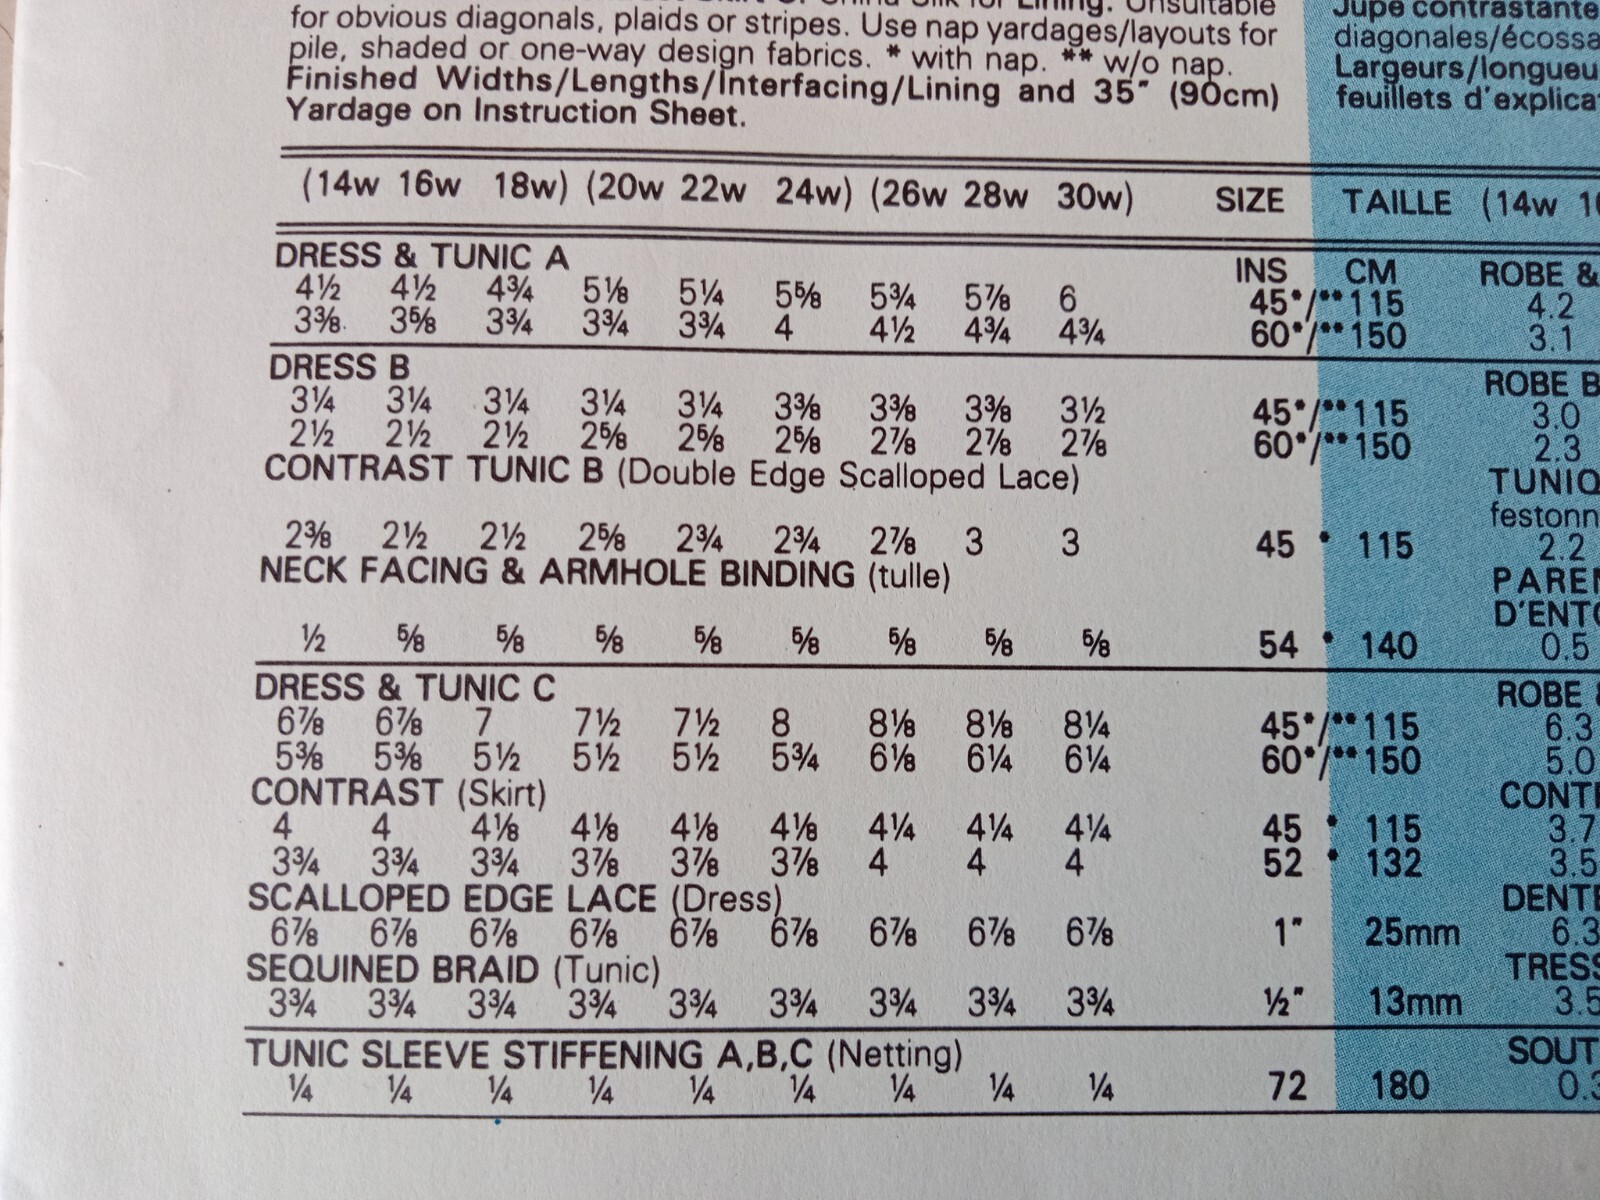 Lining. Unsuitable
for obvious diagonals, plaids or stripes. Use nap yardages/layouts for
pile, shaded or one-way design fabrics. * with nap. ** w/o nap.
Finished Widths/Lengths/Interfacing/Lining and 35" (90cm)
Yardage on Instruction Sheet.
Jupe contrastante
diagonales/écossa
Largeurs/longueu
feuillets d'explica
(14w 16w 18w) (20w 22w 24w) (26w 28w 30w) SIZE TAILLE (14w 1
DRESS & TUNIC A INS CM ROBE &
4½ 4½ 4¾ 5⅛ 5¼ 5⅝ 5¾ 5⅞ 6 45*/**115 4.2
3⅜ 3⅝ 3¾ 3¾ 3¾ 4 4½ 4¾ 4¾ 60*/**150 3.1
DRESS B ROBE B
3¼ 3¼ 3¼ 3¼ 3¼ 3⅜ 3⅜ 3⅜ 3½ 45*/**115 3.0
2½ 2½ 2½ 2⅝ 2⅝ 2⅝ 2⅞ 2⅞ 2⅞ 60*/**150 2.3
CONTRAST TUNIC B (Double Edge Scalloped Lace) TUNIQ
festonn
2⅜ 2½ 2½ 2⅝ 2¾ 2¾ 2⅞ 3 3 45 * 115 2.2
NECK FACING & ARMHOLE BINDING (tulle) PAREM
D'ENTO
½ ⅝ ⅝ ⅝ ⅝ ⅝ ⅝ ⅝ ⅝ 54 * 140 0.5
DRESS & TUNIC C ROBE &
6⅞ 6⅞ 7 7½ 7½ 8 8⅛ 8⅛ 8¼ 45*/**115 6.3
5⅜ 5⅜ 5½ 5½ 5½ 5¾ 6⅛ 6¼ 6¼ 60*/**150 5.0
CONTRAST (Skirt) CONTR
4 4 4⅛ 4⅛ 4⅛ 4⅛ 4¼ 4¼ 4¼ 45 * 115 3.7
3¾ 3¾ 3¾ 3⅞ 3⅞ 3⅞ 4 4 4 52 * 132 3.5
SCALLOPED EDGE LACE (Dress) DENTE
6⅞ 6⅞ 6⅞ 6⅞ 6⅞ 6⅞ 6⅞ 6⅞ 6⅞ 1" 25mm 6.3
SEQUINED BRAID (Tunic) TRESS
3¾ 3¾ 3¾ 3¾ 3¾ 3¾ 3¾ 3¾ 3¾ ½" 13mm 3.5
TUNIC SLEEVE STIFFENING A,B,C (Netting) SOUT
¼ ¼ ¼ ¼ ¼ ¼ ¼ ¼ ¼ 72 180 0.3